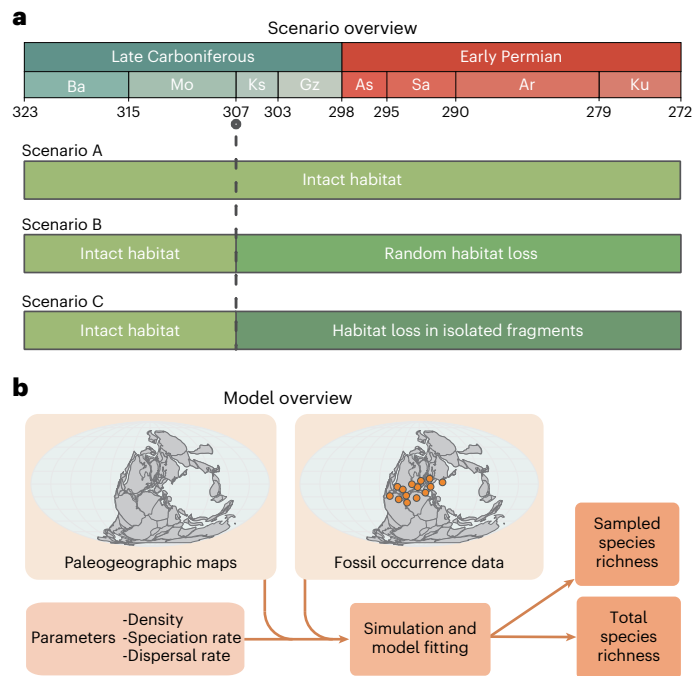 a
Scenario overview
Late Carboniferous Early Permian
Ba Mo Ks Gz As Sa Ar Ku
323 315 307 303 298 295 290 279 272
Scenario A
Intact habitat
Scenario B
Intact habitat Random habitat loss
Scenario C
Intact habitat Habitat loss in isolated fragments
b
Model overview
Paleogeographic maps Fossil occurrence data
Parameters
-Density
-Speciation rate
-Dispersal rate
Simulation and
model fitting
Sampled
species
richness
Total
species
richness